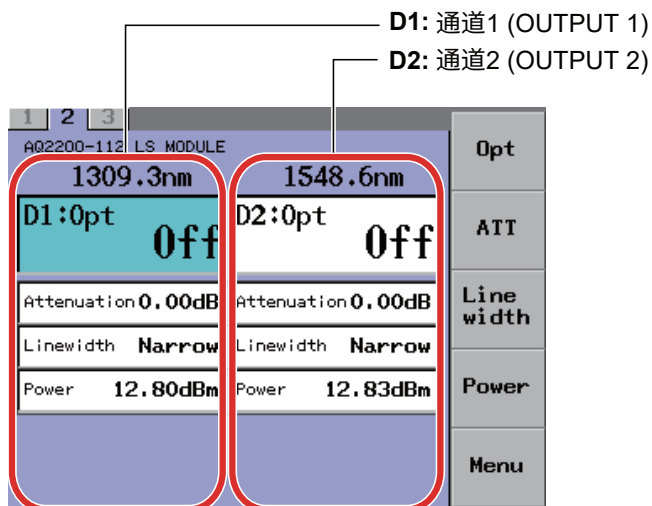 D1: 通道1 (OUTPUT 1)
D2: 通道2 (OUTPUT 2)
1 2 3
AQ2200-112 LS MODULE
1309.3nm 1548.6nm
D1:Opt Off D2:Opt Off
Attenuation 0.00dB Attenuation 0.00dB
Linewidth Narrow Linewidth Narrow
Power 12.80dBm Power 12.83dBm
Opt
ATT
Line
width
Power
Menu